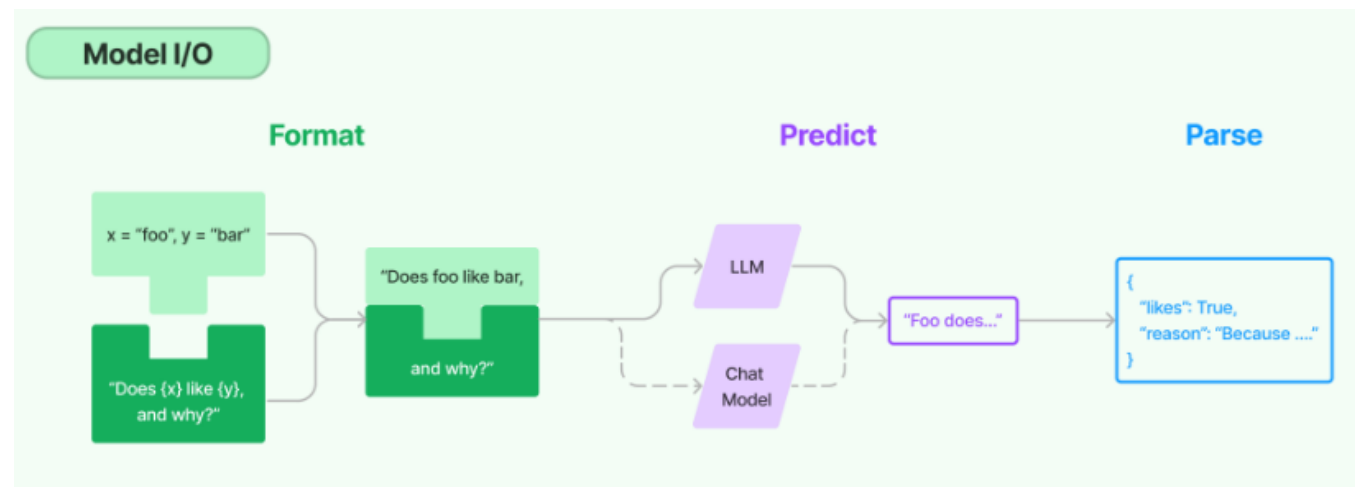 Model I/O
Format
Predict
Parse
x = "foo", y = "bar"
"Does {x} like {y},
and why?"
"Does foo like bar,
and why?"
LLM
Chat
Model
"Foo does..."
{
"likes": True,
"reason": "Because ...."
}